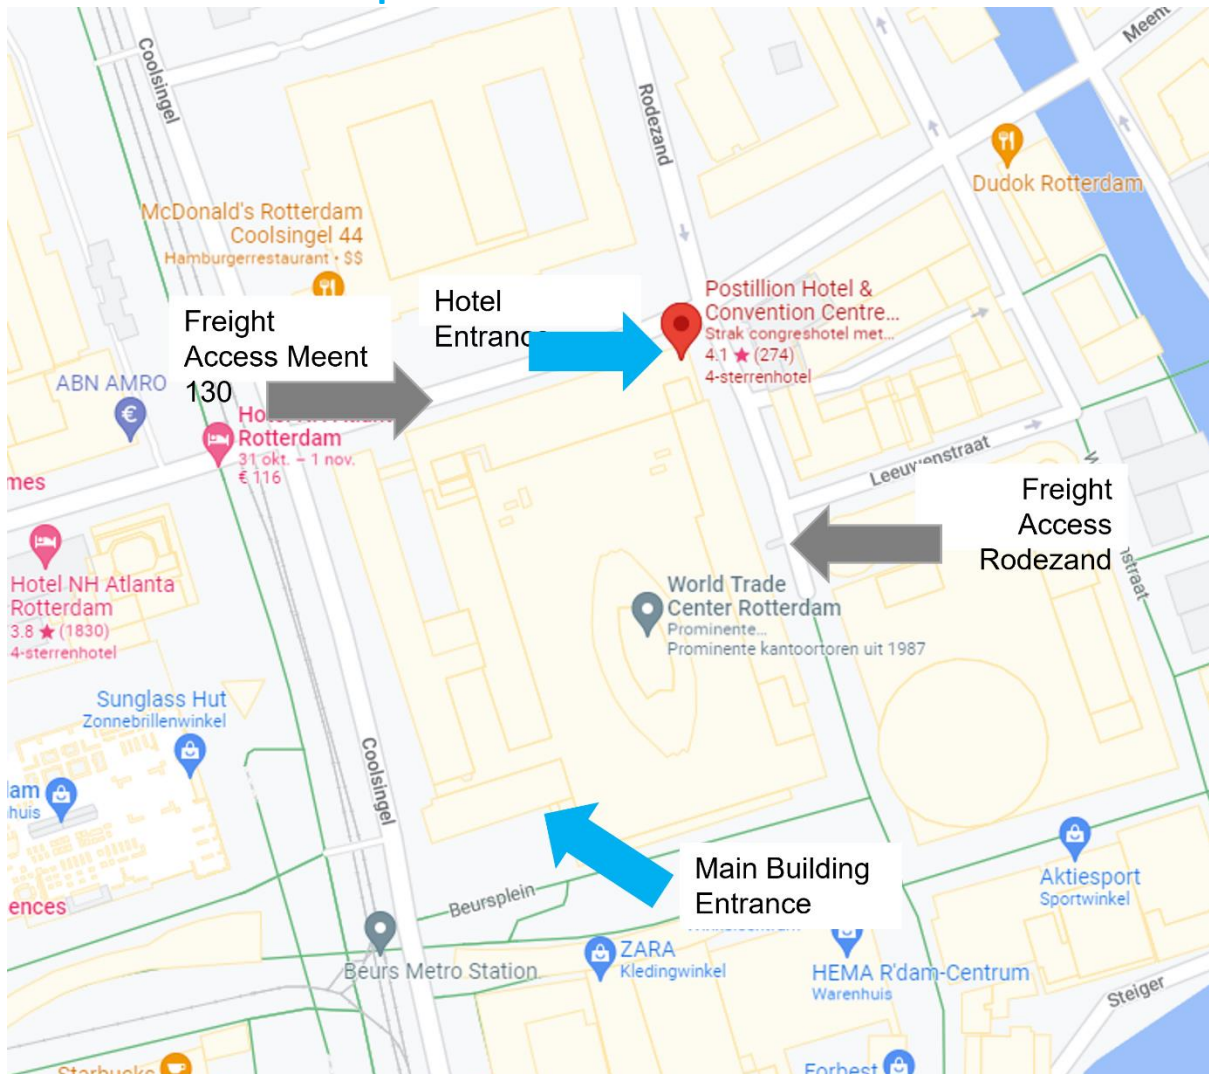 Coolsingel
Rodezand
Meent
Dudok Rotterdam
McDonald's Rotterdam
Coolsingel 44
Hamburgerrestaurant • $$
Freight
Access Meent
130
Hotel
Entrance
Postillion Hotel &
Convention Centre...
Strak congreshotel met...
4.1 ★ (274)
4-sterrenhotel
ABN AMRO
Rotterdam
31 okt. – 1 nov.
€ 116
Leeuwenstraat
mes
Freight
Access
Rodezand
straat
Hotel NH Atlanta
Rotterdam
3.8 ★ (1830)
4-sterrenhotel
World Trade
Center Rotterdam
Prominente...
Prominente kantoortoren uit 1987
Sunglass Hut
Zonnebrillenwinkel
Coolsingel
Main Building
Entrance
Aktiesport
Sportwinkel
ences
Beursplein
Beurs Metro Station
ZARA
Kledingwinkel
HEMA R'dam-Centrum
Warenhuis
Steiger
Starbucks
Forbest